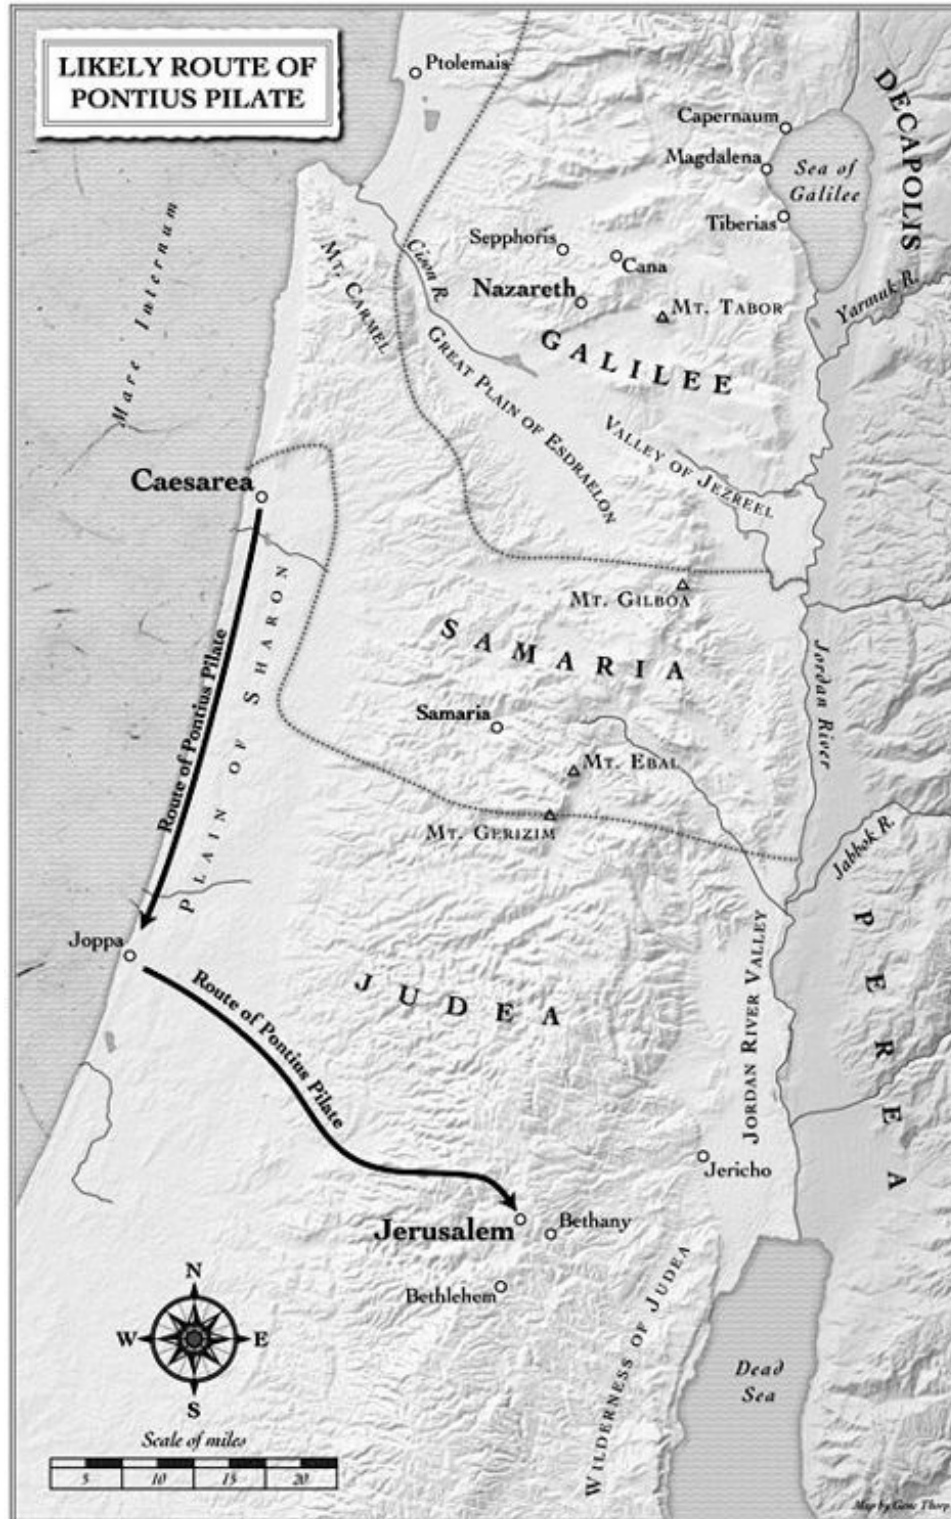 LIKELY ROUTE OF
PONTIUS PILATE
Ptolemais
DECAPOLIS
Capernaum
Magdalena
Sea of
Galilee
Tiberias
Mare Internum
Sepphoris
Cana
Cison R.
Nazareth
MT. TABOR
Yarmuk R.
MT. CARMEL
GALILEE
GREAT PLAIN OF ESDRAELON
VALLEY OF JEZREEL
Caesarea
PLAIN OF SHARON
MT. GILBOA
SAMARIA
Route of Pontius Pilate
Jordan River
Samaria
MT. EBAL
MT. GERIZIM
Jabbok R.
PEREA
Joppa
JUDEA
Route of Pontius Pilate
JORDAN RIVER VALLEY
Jericho
Jerusalem
Bethany
Bethlehem
WILDERNESS OF JUDEA
Dead
Sea
N
W E
S
Scale of miles
5 10 15 20
Map by Gene Thorp